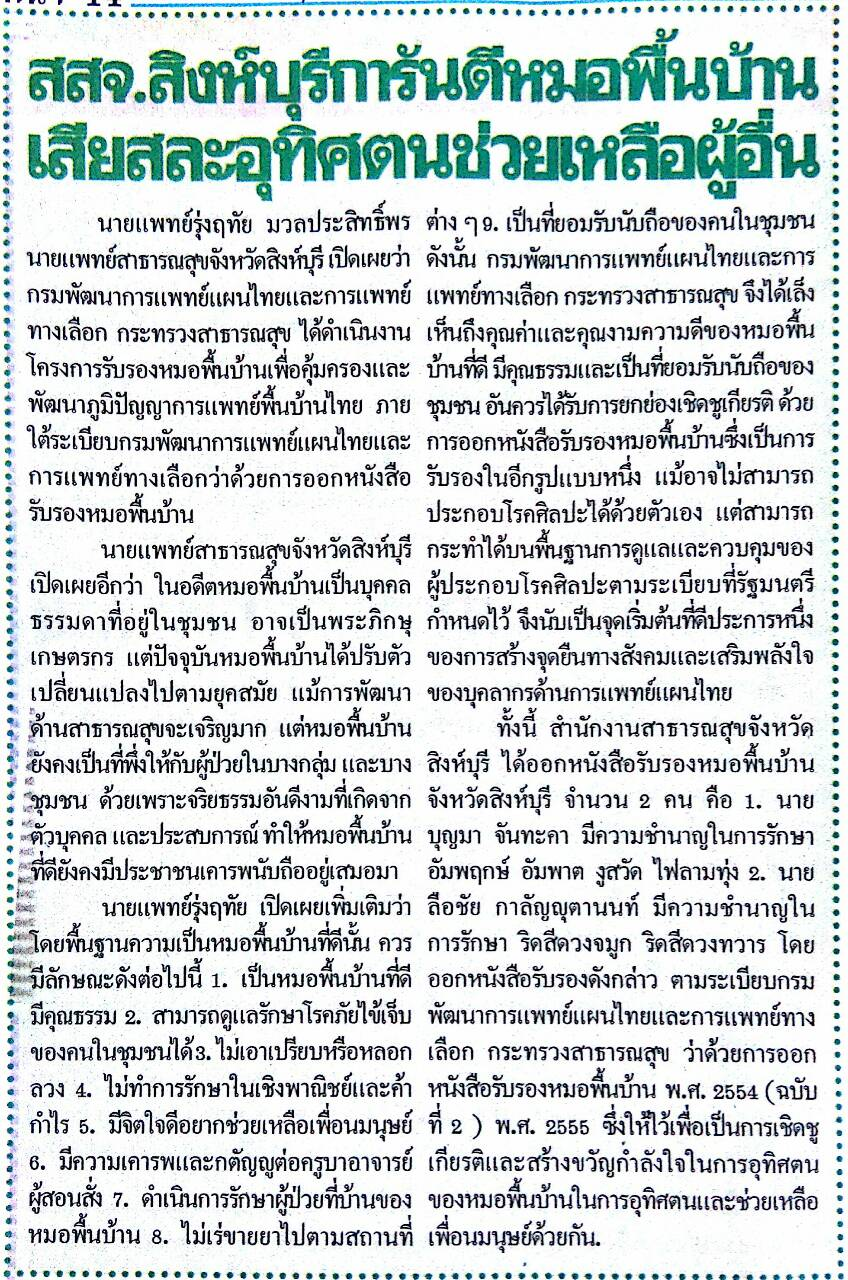 สสจ.สิงห์บุรีการันตีหมอพื้นบ้าน
เสียสละอุทิศตนช่วยเหลือผู้อื่น
นายแพทย์รุ่งฤทัย มวลประสิทธิ์พร
นายแพทย์สาธารณสุขจังหวัดสิงห์บุรี เปิดเผยว่า
กรมพัฒนาการแพทย์แผนไทยและการแพทย์
ทางเลือก กระทรวงสาธารณสุข ได้ดำเนินงาน
โครงการรับรองหมอพื้นบ้านเพื่อคุ้มครองและ
พัฒนาภูมิปัญญาการแพทย์พื้นบ้านไทย ภาย
ใต้ระเบียบกรมพัฒนาการแพทย์แผนไทยและ
การแพทย์ทางเลือกว่าด้วยการออกหนังสือ
รับรองหมอพื้นบ้าน
นายแพทย์สาธารณสุขจังหวัดสิงห์บุรี
เปิดเผยอีกว่า ในอดีตหมอพื้นบ้านเป็นบุคคล
ธรรมดาที่อยู่ในชุมชน อาจเป็นพระภิกษุ
เกษตรกร แต่ปัจจุบันหมอพื้นบ้านได้ปรับตัว
เปลี่ยนแปลงไปตามยุคสมัย แม้การพัฒนา
ด้านสาธารณสุขจะเจริญมาก แต่หมอพื้นบ้าน
ยังคงเป็นที่พึ่งให้กับผู้ป่วยในบางกลุ่ม และบาง
ชุมชน ด้วยเพราะจริยธรรมอันดีงามที่เกิดจาก
ตัวบุคคล และประสบการณ์ ทำให้หมอพื้นบ้าน
ที่ดียังคงมีประชาชนเคารพนับถืออยู่เสมอมา
นายแพทย์รุ่งฤทัย เปิดเผยเพิ่มเติมว่า
โดยพื้นฐานความเป็นหมอพื้นบ้านที่ดีนั้น ควร
มีลักษณะดังต่อไปนี้ 1. เป็นหมอพื้นบ้านที่ดี
มีคุณธรรม 2. สามารถดูแลรักษาโรคภัยไข้เจ็บ
ของคนในชุมชนได้3. ไม่เอาเปรียบหรือหลอก
ลวง 4. ไม่ทำการรักษาในเชิงพาณิชย์และค้า
กำไร 5. มีจิตใจดีอยากช่วยเหลือเพื่อนมนุษย์
6. มีความเคารพและกตัญญูต่อครูบาอาจารย์
ผู้สอนสั่ง 7. ดำเนินการรักษาผู้ป่วยที่บ้านของ
หมอพื้นบ้าน 8. ไม่เร่ขายยาไปตามสถานที่
ต่าง ๆ 9. เป็นที่ยอมรับนับถือของคนในชุมชน
ดังนั้น กรมพัฒนาการแพทย์แผนไทยและการ
แพทย์ทางเลือก กระทรวงสาธารณสุข จึงได้เล็ง
เห็นถึงคุณค่าและคุณงามความดีของหมอพื้น
บ้านที่ดี มีคุณธรรมและเป็นที่ยอมรับนับถือของ
ชุมชน อันควรได้รับการยกย่องเชิดชูเกียรติ ด้วย
การออกหนังสือรับรองหมอพื้นบ้านซึ่งเป็นการ
รับรองในอีกรูปแบบหนึ่ง แม้อาจไม่สามารถ
ประกอบโรคศิลปะได้ด้วยตัวเอง แต่สามารถ
กระทำได้บนพื้นฐานการดูแลและควบคุมของ
ผู้ประกอบโรคศิลปะตามระเบียบที่รัฐมนตรี
กำหนดไว้ จึงนับเป็นจุดเริ่มต้นที่ดีประการหนึ่ง
ของการสร้างจุดยืนทางสังคมและเสริมพลังใจ
ของบุคลากรด้านการแพทย์แผนไทย
ทั้งนี้ สำนักงานสาธารณสุขจังหวัด
สิงห์บุรี ได้ออกหนังสือรับรองหมอพื้นบ้าน
จังหวัดสิงห์บุรี จำนวน 2 คน คือ 1. นาย
บุญมา จันทะคา มีความชำนาญในการรักษา
อัมพฤกษ์ อัมพาต งูสวัด ไฟลามทุ่ง 2. นาย
ลือชัย กาลัญญุตานนท์ มีความชำนาญใน
การรักษา ริดสีดวงจมูก ริดสีดวงทวาร โดย
ออกหนังสือรับรองดังกล่าว ตามระเบียบกรม
พัฒนาการแพทย์แผนไทยและการแพทย์ทาง
เลือก กระทรวงสาธารณสุข ว่าด้วยการออก
หนังสือรับรองหมอพื้นบ้าน พ.ศ. 2554 (ฉบับ
ที่ 2 ) พ.ศ. 2555 ซึ่งให้ไว้เพื่อเป็นการเชิดชู
เกียรติและสร้างขวัญกำลังใจในการอุทิศตน
ของหมอพื้นบ้านในการอุทิศตนและช่วยเหลือ
เพื่อนมนุษย์ด้วยกัน.